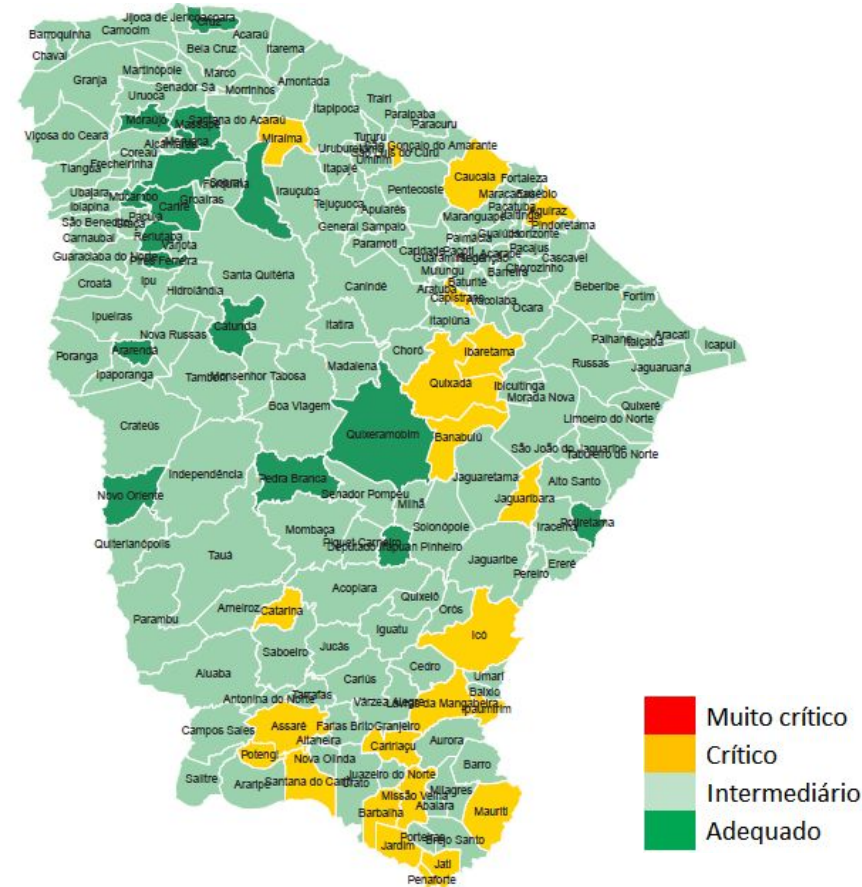 Jijoca de Jericoacoara
Cruz
Barroquinha
Camocim
Acaraú
Chaval
Bela Cruz
Itarema
Granja
Martinópole
Marco
Senador Sá
Morrinhos
Amontada
Uruoca
Itapipoca
Trairi
Moraújo
Massapê
Santana do Acaraú
Paraipaba
Paracuru
Viçosa do Ceará
Miraíma
Tururu
São Gonçalo do Amarante
Coreaú
Umirim
Tianguá
Frecheirinha
Sobral
Itapajé
Caucaia
Fortaleza
Ubajara
Mucambo
Irauçuba
Pentecoste
Eusébio
Ibiapina
Cariré
Groaíras
Tejuçuoca
Apuiarés
Pacatuba
Aquiraz
São Benedito
Pacujá
General Sampaio
Maranguape
Pindoretama
Carnaubal
Reriutaba
Varjota
Paramoti
Palmácia
Horizonte
Guaraciaba do Norte
Pires Ferreira
Caridade
Pacajus
Cascavel
Croatá
Ipu
Santa Quitéria
Mulungu
Chorozinho
Hidrolândia
Canindé
Aratuba
Baturité
Barreira
Beberibe
Ipueiras
Catunda
Capistrano
Aracoiaba
Ocara
Fortim
Nova Russas
Itatira
Itapiúna
Poranga
Ararendá
Choró
Ibaretama
Palhano
Aracati
Icapuí
Ipaporanga
Monsenhor Tabosa
Madalena
Quixadá
Ibicuitinga
Russas
Jaguaruana
Boa Viagem
Morada Nova
Quixeré
Crateús
Quixeramobim
Banabuiú
Limoeiro do Norte
São João do Jaguaribe
Tabuleiro do Norte
Independência
Pedra Branca
Jaguaretama
Alto Santo
Novo Oriente
Senador Pompeu
Milhã
Jaguaribara
Quiterianópolis
Mombaça
Piquet Carneiro
Solonópole
Iracema
Potiretama
Tauá
Deputado Irapuan Pinheiro
Jaguaribe
Ererê
Pereiro
Parambu
Arneiroz
Catarina
Acopiara
Quixelô
Orós
Iguatu
Icó
Aiuaba
Saboeiro
Jucás
Cariús
Cedro
Umari
Baixio
Antonina do Norte
Tarrafas
Várzea Alegre
Lavras da Mangabeira
Ipaumirim
Campos Sales
Assaré
Farias Brito
Granjeiro
Altaneira
Caririaçu
Aurora
Salitre
Potengi
Nova Olinda
Barro
Araripe
Santana do Cariri
Crato
Juazeiro do Norte
Missão Velha
Milagres
Barbalha
Abaiara
Mauriti
Jardim
Porteiras
Brejo Santo
Jati
Penaforte
Muito crítico
Crítico
Intermediário
Adequado